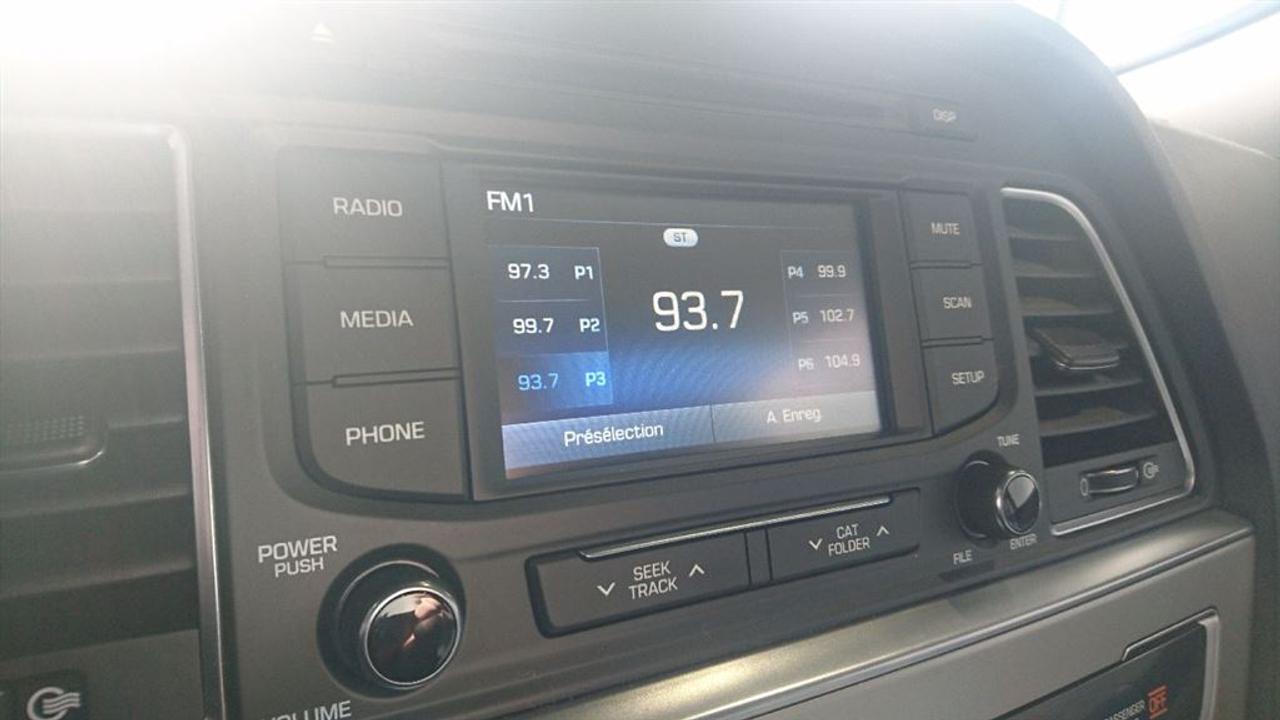 DISP
RADIO
MEDIA
PHONE
FM1
ST
97.3 P1
99.7 P2
93.7 P3
93.7
P4 99.9
P5 102.7
P6 104.9
Présélection
A. Enreg.
MUTE
SCAN
SETUP
TUNE
FILE
ENTER
POWER
PUSH
VOLUME
SEEK
TRACK
CAT
FOLDER
PASSENGER
OFF